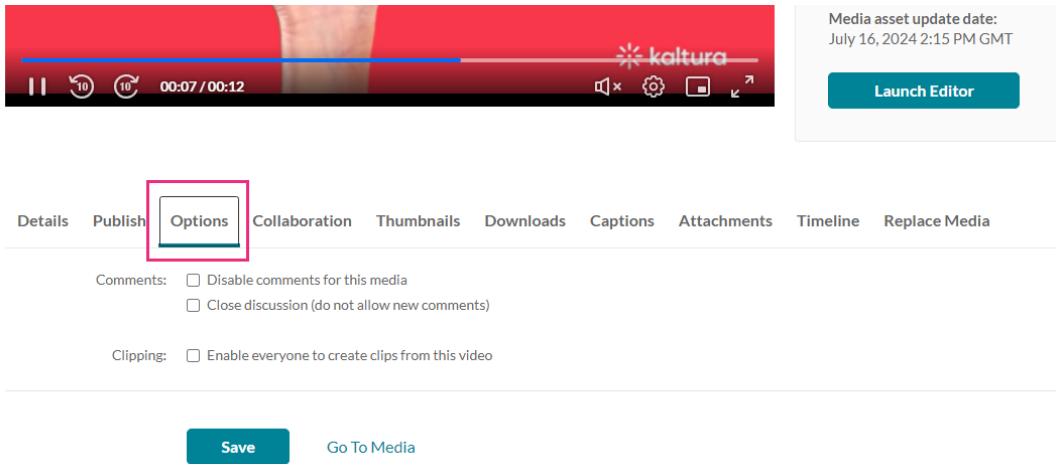 Media asset update date:
July 16, 2024 2:15 PM GMT
kaltura
10 10 00:07 / 00:12
Launch Editor
Details Publish Options Collaboration Thumbnails Downloads Captions Attachments Timeline Replace Media
Comments: Disable comments for this media
Close discussion (do not allow new comments)
Clipping: Enable everyone to create clips from this video
Save Go To Media